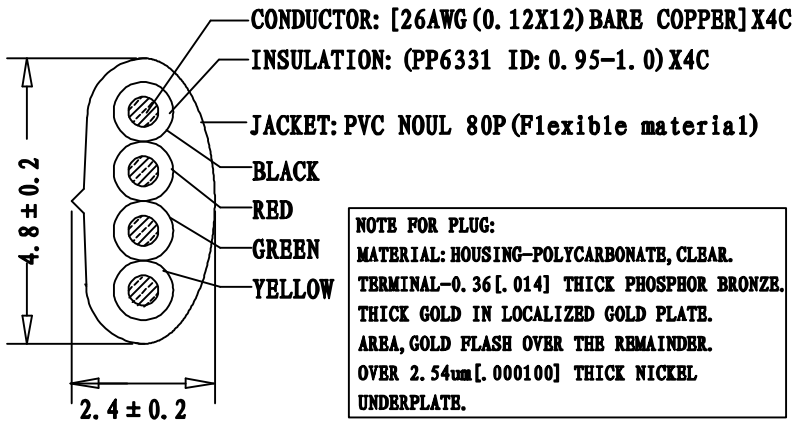 CONDUCTOR: [26AWG(0.12X12)BARE COPPER]X4C
INSULATION: (PP6331 ID:0.95-1.0)X4C
JACKET: PVC NOUL 80P(Flexible material)
BLACK
RED
GREEN
YELLOW
4.8±0.2
2.4±0.2
NOTE FOR PLUG:
MATERIAL:HOUSING-POLYCARBONATE, CLEAR.
TERMINAL-0.36[.014] THICK PHOSPHOR BRONZE.
THICK GOLD IN LOCALIZED GOLD PLATE.
AREA, GOLD FLASH OVER THE REMAINDER.
OVER 2.54um[.000100] THICK NICKEL
UNDERPLATE.